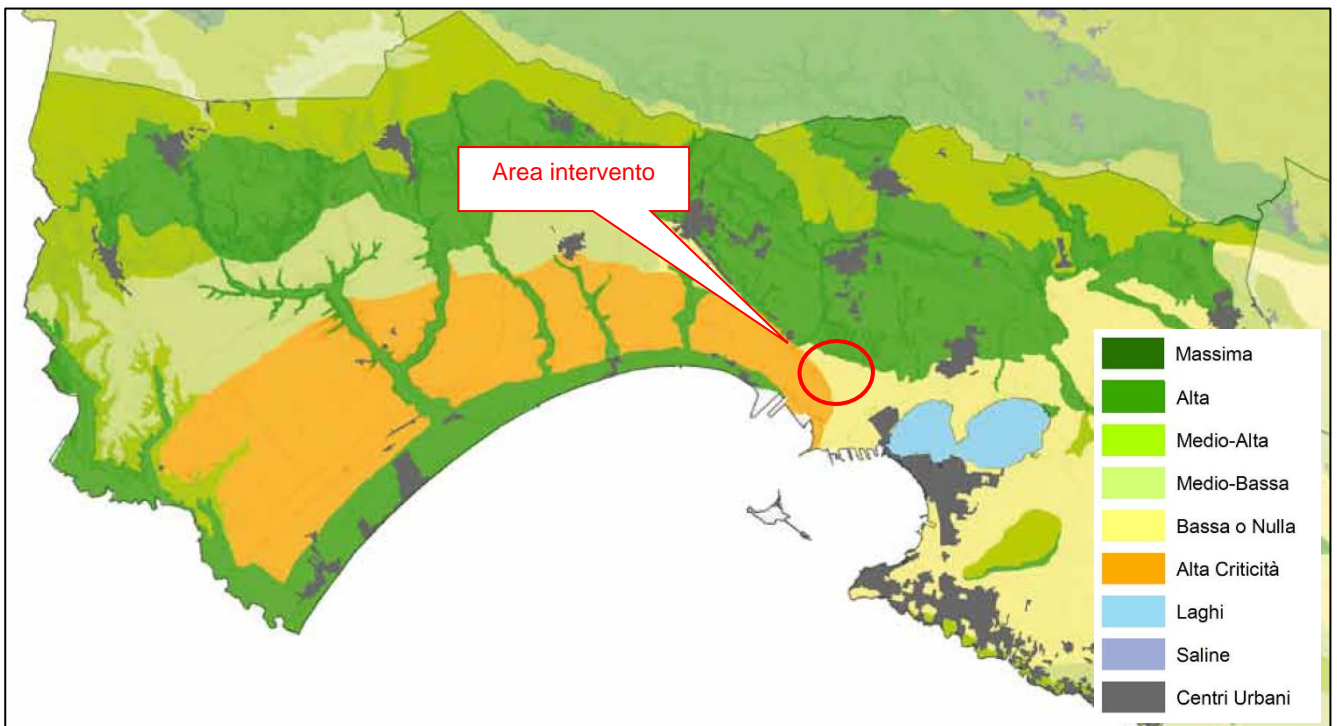 Area intervento
Massima
Alta
Medio-Alta
Medio-Bassa
Bassa o Nulla
Alta Criticità
Laghi
Saline
Centri Urbani